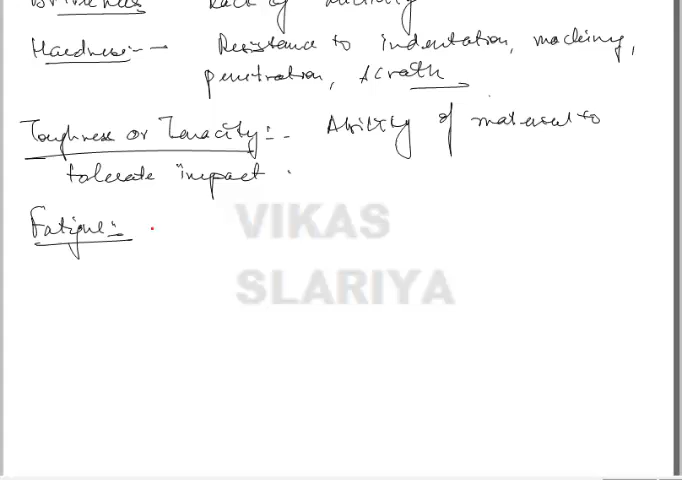 Brittleness Lack of ductility
Hardness:- Resistance to indentation, machining,
penetration, scratch
Toughness or Tenacity:- Ability of material to
tolerate impact.
Fatigue:-
VIKAS
SLARIYA